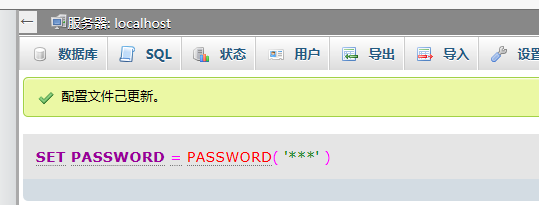 服务器: localhost
数据库 SQL 状态 用户 导出 导入 设置
配置文件己更新。
SET PASSWORD = PASSWORD( '***' )